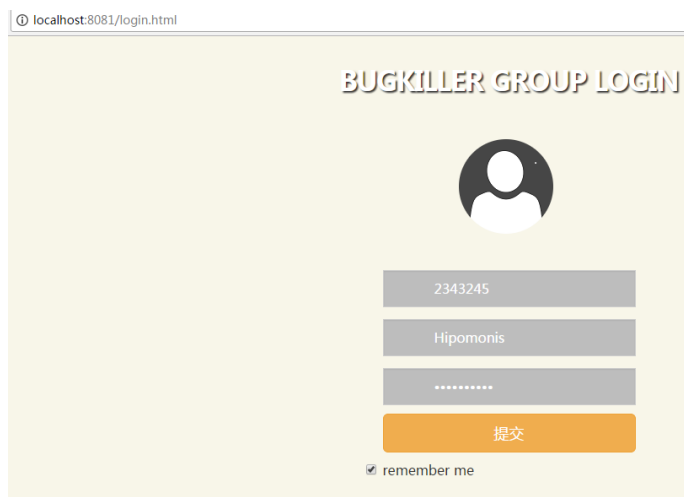 localhost:8081/login.html
BUGKILLER GROUP LOGIN
2343245
Hipomonis
••••••••••
提交
remember me